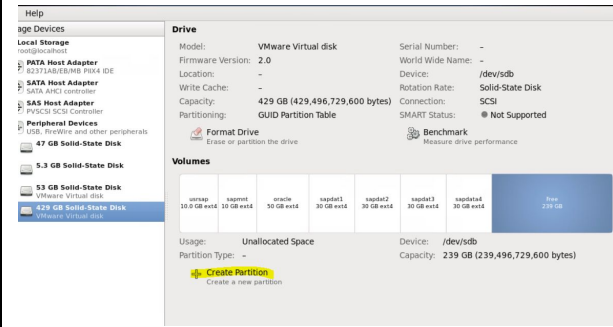 Help
age Devices
Local Storage
root@localhost
PATA Host Adapter
82371AB/EB/MB PIIX4 IDE
SATA Host Adapter
SATA AHCI controller
SAS Host Adapter
PVSCSI SCSI Controller
Peripheral Devices
USB, FireWire and other peripherals
47 GB Solid-State Disk
5.3 GB Solid-State Disk
53 GB Solid-State Disk
VMware Virtual disk
429 GB Solid-State Disk
VMware Virtual disk
Drive
Model: VMware Virtual disk Serial Number: –
Firmware Version: 2.0 World Wide Name: –
Location: – Device: /dev/sdb
Write Cache: – Rotation Rate: Solid-State Disk
Capacity: 429 GB (429,496,729,600 bytes) Connection: SCSI
Partitioning: GUID Partition Table SMART Status: Not Supported
Format Drive Benchmark
Erase or partition the drive Measure drive performance
Volumes
usrsap sapmnt oracle sapdat1 sapdat2 sapdat3 sapdata4 Free
10.0 GB ext4 10 GB ext4 50 GB ext4 30 GB ext4 30 GB ext4 30 GB ext4 30 GB ext4 239 GB
Usage: Unallocated Space Device: /dev/sdb
Partition Type: – Capacity: 239 GB (239,496,729,600 bytes)
Create Partition
Create a new partition